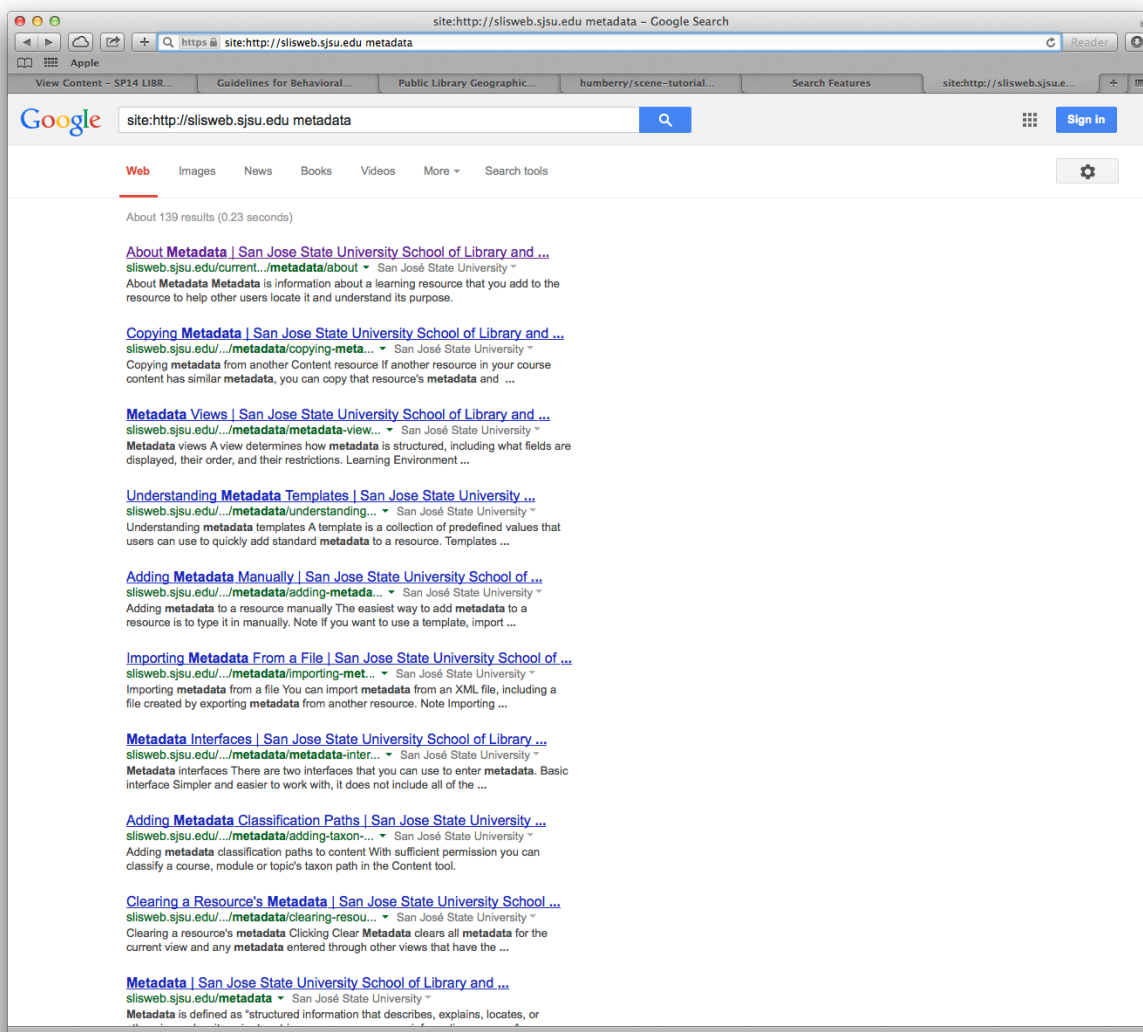 site:http://slisweb.sjsu.edu metadata – Google Search
https site:http://slisweb.sjsu.edu metadata
Reader
Apple
View Content – SP14 LIBR...
Guidelines for Behavioral...
Public Library Geographic...
humberry/scene-tutorial...
Search Features
site:http://slisweb.sjsu.e...
Google
site:http://slisweb.sjsu.edu metadata
Sign in
Web Images News Books Videos More Search tools
About 139 results (0.23 seconds)
About Metadata | San Jose State University School of Library and ...
slisweb.sjsu.edu/current.../metadata/about San José State University
About Metadata Metadata is information about a learning resource that you add to the
resource to help other users locate it and understand its purpose.
Copying Metadata | San Jose State University School of Library and ...
slisweb.sjsu.edu/.../metadata/copying-meta... San José State University
Copying metadata from another Content resource If another resource in your course
content has similar metadata, you can copy that resource's metadata and ...
Metadata Views | San Jose State University School of Library and ...
slisweb.sjsu.edu/.../metadata/metadata-view... San José State University
Metadata views A view determines how metadata is structured, including what fields are
displayed, their order, and their restrictions. Learning Environment ...
Understanding Metadata Templates | San Jose State University ...
slisweb.sjsu.edu/.../metadata/understanding... San José State University
Understanding metadata templates A template is a collection of predefined values that
users can use to quickly add standard metadata to a resource. Templates ...
Adding Metadata Manually | San Jose State University School of ...
slisweb.sjsu.edu/.../metadata/adding-metada... San José State University
Adding metadata to a resource manually The easiest way to add metadata to a
resource is to type it in manually. Note If you want to use a template, import ...
Importing Metadata From a File | San Jose State University School of ...
slisweb.sjsu.edu/.../metadata/importing-met... San José State University
Importing metadata from a file You can import metadata from an XML file, including a
file created by exporting metadata from another resource. Note Importing ...
Metadata Interfaces | San Jose State University School of Library ...
slisweb.sjsu.edu/.../metadata/metadata-inter... San José State University
Metadata interfaces There are two interfaces that you can use to enter metadata. Basic
interface Simpler and easier to work with, it does not include all of the ...
Adding Metadata Classification Paths | San Jose State University ...
slisweb.sjsu.edu/.../metadata/adding-taxon-... San José State University
Adding metadata classification paths to content With sufficient permission you can
classify a course, module or topic's taxon path in the Content tool.
Clearing a Resource's Metadata | San Jose State University School ...
slisweb.sjsu.edu/.../metadata/clearing-resou... San José State University
Clearing a resource's metadata Clicking Clear Metadata clears all metadata for the
current view and any metadata entered through other views that have the ...
Metadata | San Jose State University School of Library and ...
slisweb.sjsu.edu/metadata San José State University
Metadata is defined as "structured information that describes, explains, locates, or